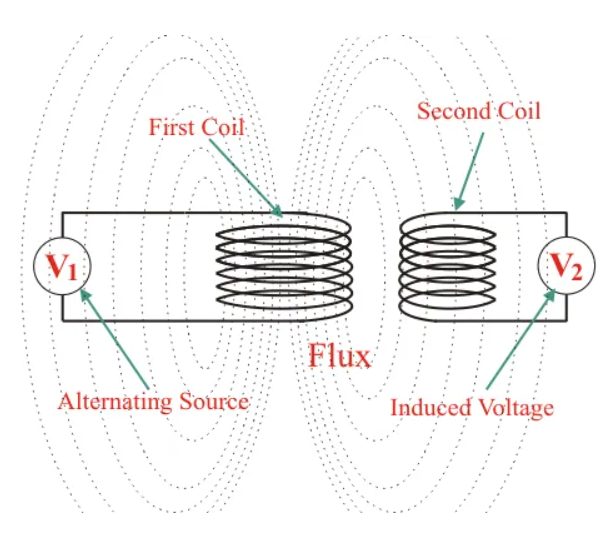 First Coil
Second Coil
V1
V2
Flux
Alternating Source
Induced Voltage